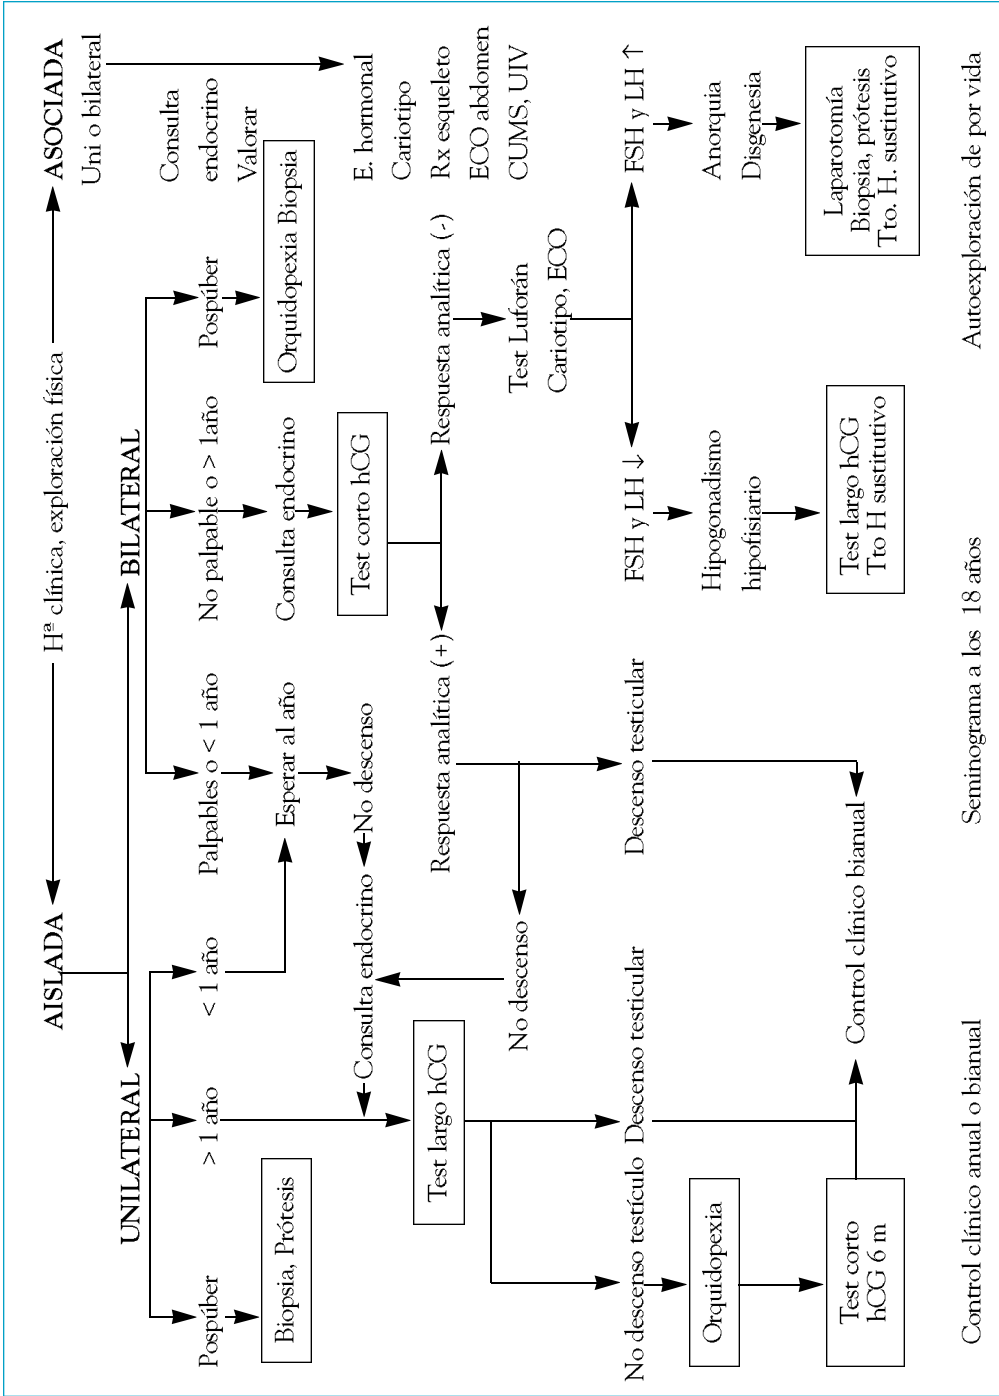 Hª clínica, exploración física
AISLADA
ASOCIADA
Uni o bilateral
UNILATERAL
BILATERAL
Consulta
endocrino
Valorar
Pospúber
> 1 año
< 1 año
Palpables o < 1 año
No palpable o > 1año
Pospúber
Biopsia, Prótesis
Esperar al año
Consulta endocrino
Orquidopexia Biopsia
Consulta endocrino
No descenso
Test corto hCG
E. hormonal
Cariotipo
Rx esqueleto
ECO abdomen
CUMS, UIV
Test largo hCG
Respuesta analítica (+)
Respuesta analítica (-)
No descenso
Test Luforán
Cariotipo, ECO
No descenso testículo
Descenso testicular
Descenso testicular
FSH y LH ↓
FSH y LH ↑
Orquidopexia
Hipogonadismo
hipofisiario
Anorquia
Disgenesia
Test corto
hCG 6 m
Control clínico bianual
Test largo hCG
Tto H sustitutivo
Laparotomía
Biopsia, prótesis
Tto. H. sustitutivo
Control clínico anual o bianual
Seminograma a los 18 años
Autoexploración de por vida